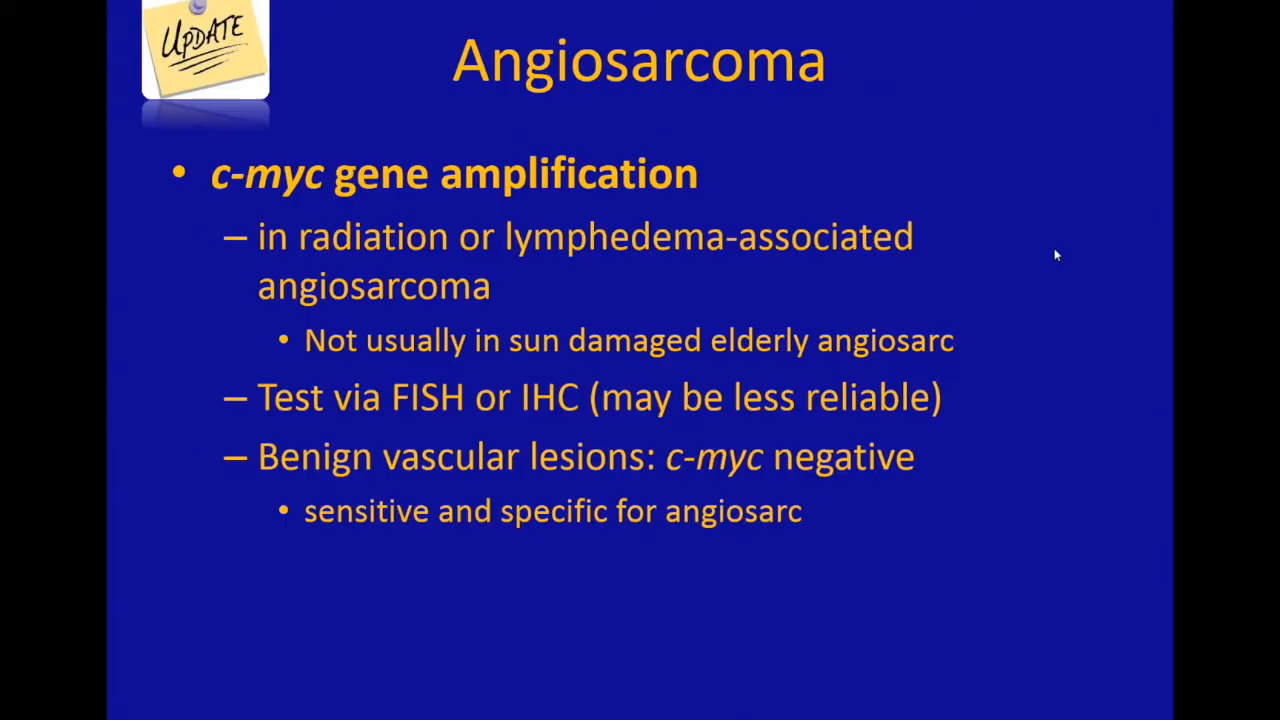 UPDATE
Angiosarcoma
• c-myc gene amplification
– in radiation or lymphedema-associated
angiosarcoma
• Not usually in sun damaged elderly angiosarc
– Test via FISH or IHC (may be less reliable)
– Benign vascular lesions: c-myc negative
• sensitive and specific for angiosarc